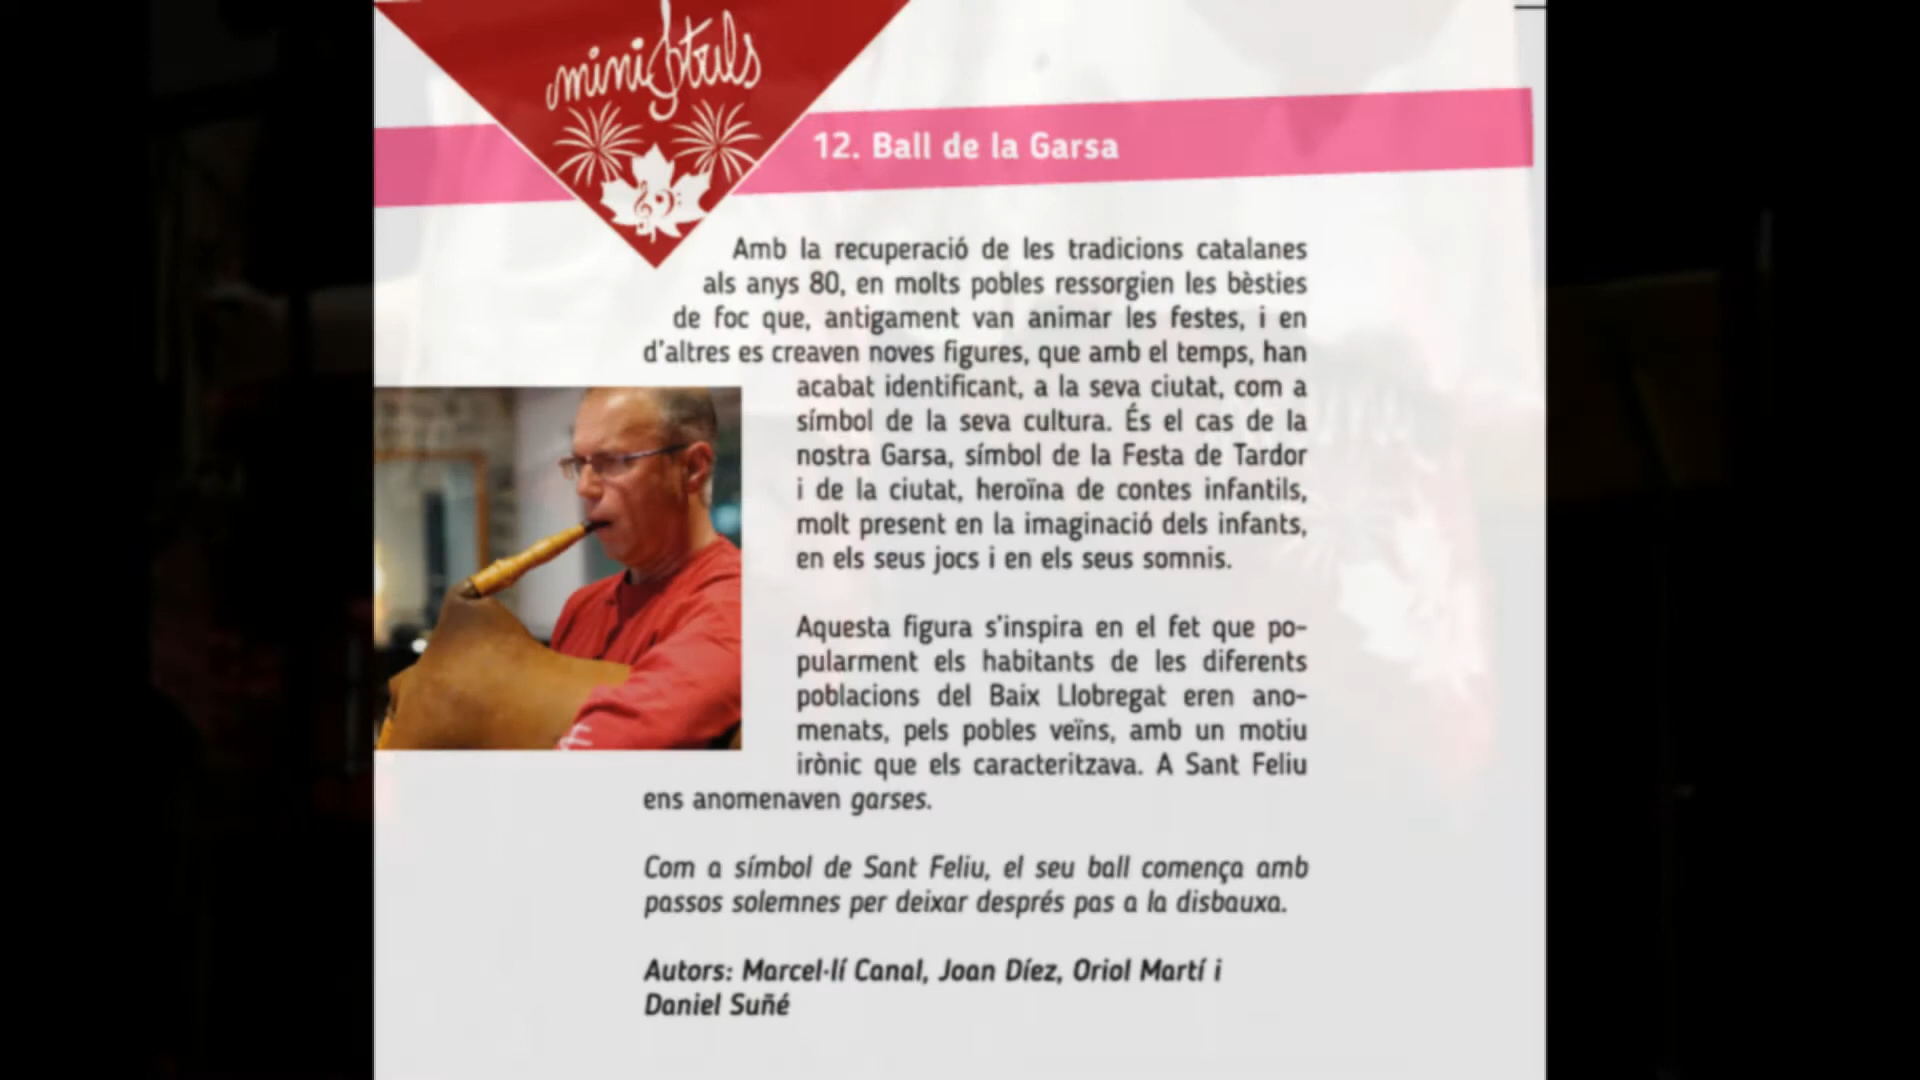 ministrils
12. Ball de la Garsa
Amb la recuperació de les tradicions catalanes
als anys 80, en molts pobles ressorgien les bèsties
de foc que, antigament van animar les festes, i en
d'altres es creaven noves figures, que amb el temps, han
acabat identificant, a la seva ciutat, com a
símbol de la seva cultura. És el cas de la
nostra Garsa, símbol de la Festa de Tardor
i de la ciutat, heroïna de contes infantils,
molt present en la imaginació dels infants,
en els seus jocs i en els seus somnis.
Aquesta figura s'inspira en el fet que po-
pularment els habitants de les diferents
poblacions del Baix Llobregat eren ano-
menats, pels pobles veïns, amb un motiu
irònic que els caracteritzava. A Sant Feliu
ens anomenaven garses.
Com a símbol de Sant Feliu, el seu ball comença amb
passos solemnes per deixar després pas a la disbauxa.
Autors: Marcel·lí Canal, Joan Díez, Oriol Martí i
Daniel Suñé